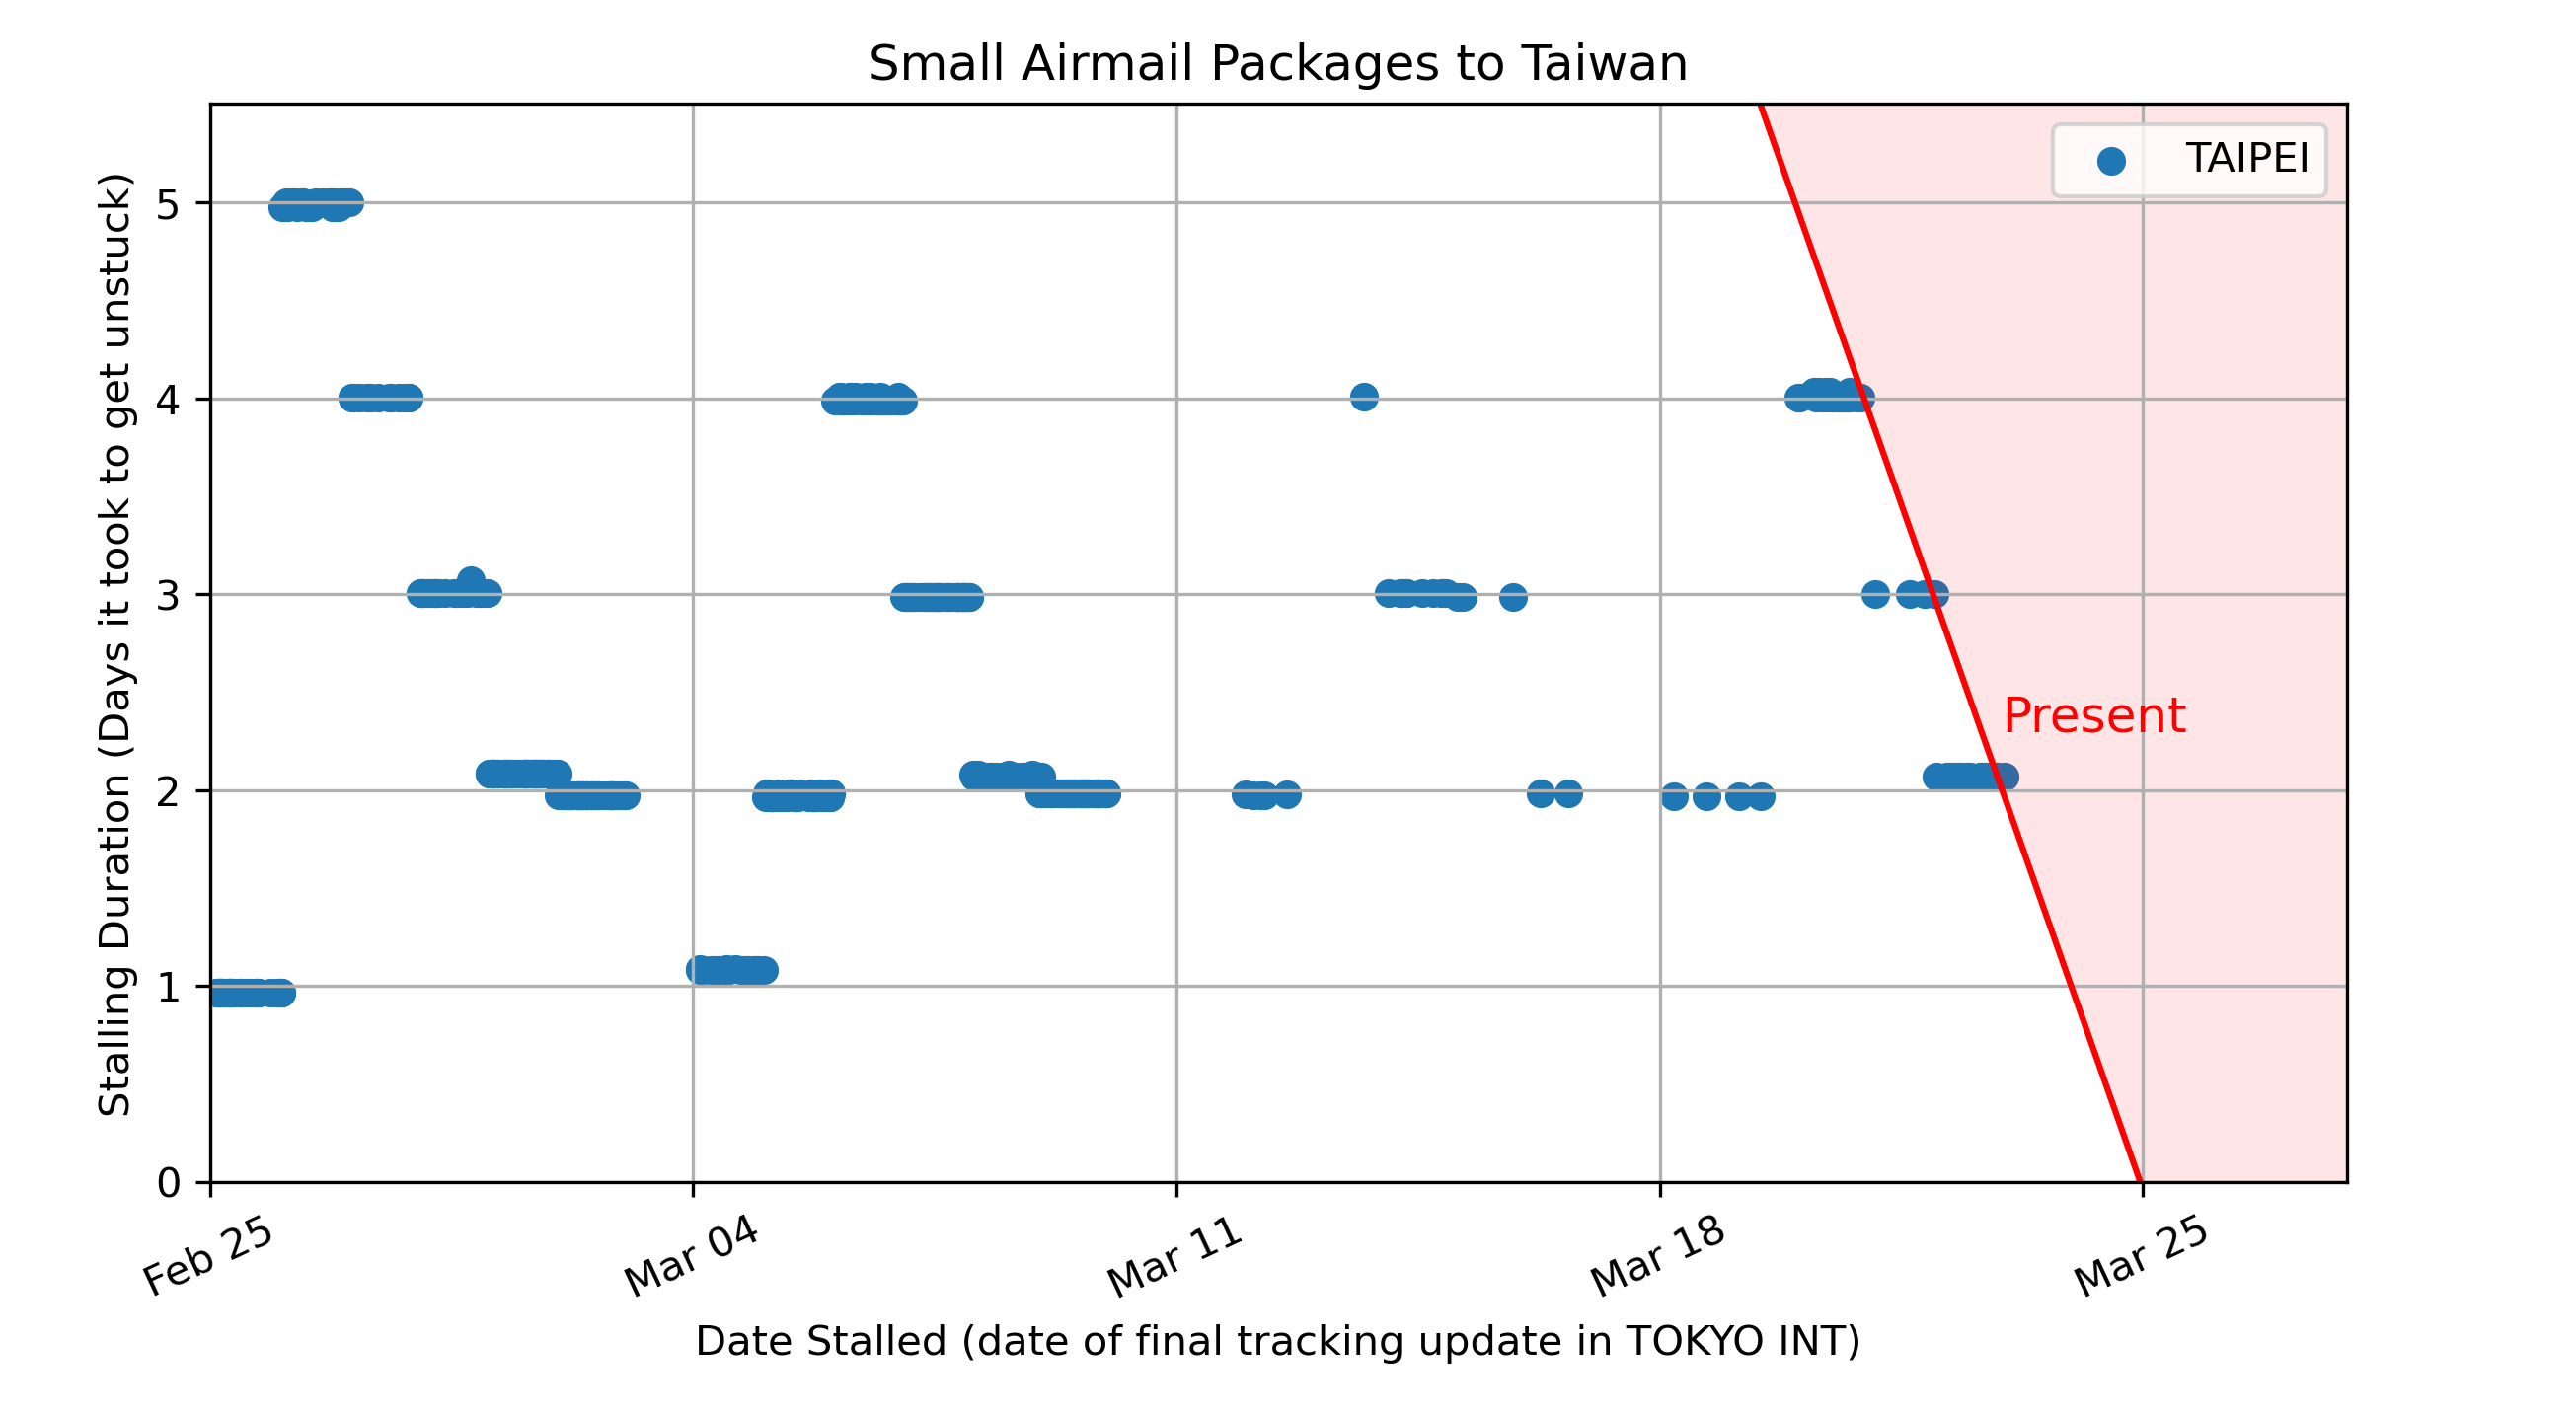 Small Airmail Packages to Taiwan
TAIPEI
Stalling Duration (Days it took to get unstuck)
5
4
3
2
1
0
Present
Feb 25
Mar 04
Mar 11
Mar 18
Mar 25
Date Stalled (date of final tracking update in TOKYO INT)